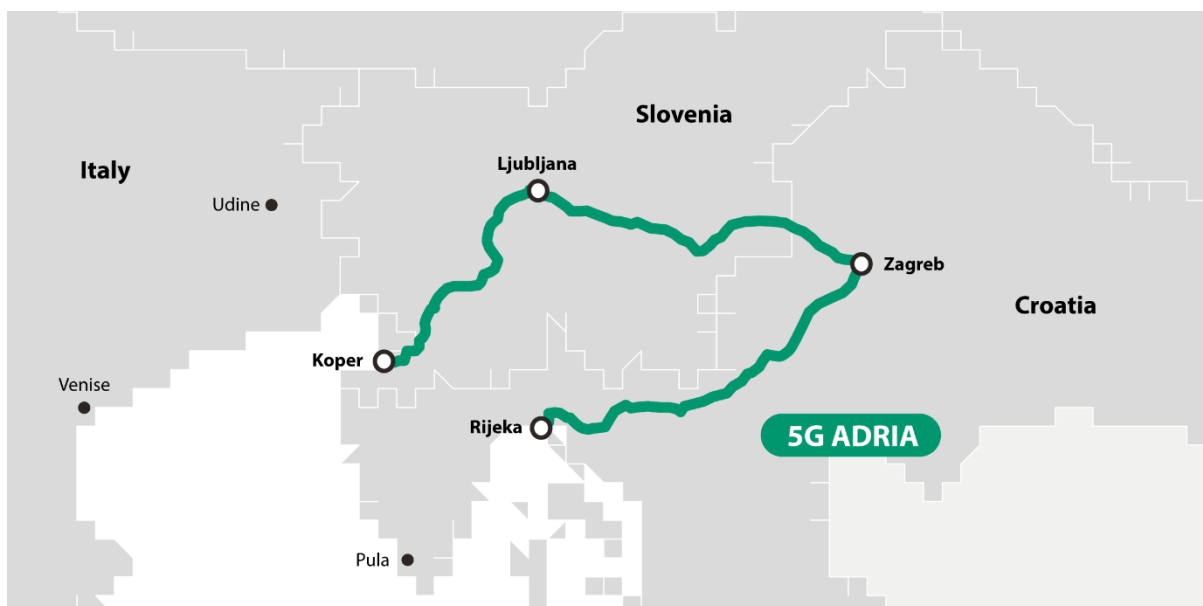 Slovenia
Ljubljana
Italy
Udine
Zagreb
Croatia
Koper
Venise
Rijeka
5G ADRIA
Pula